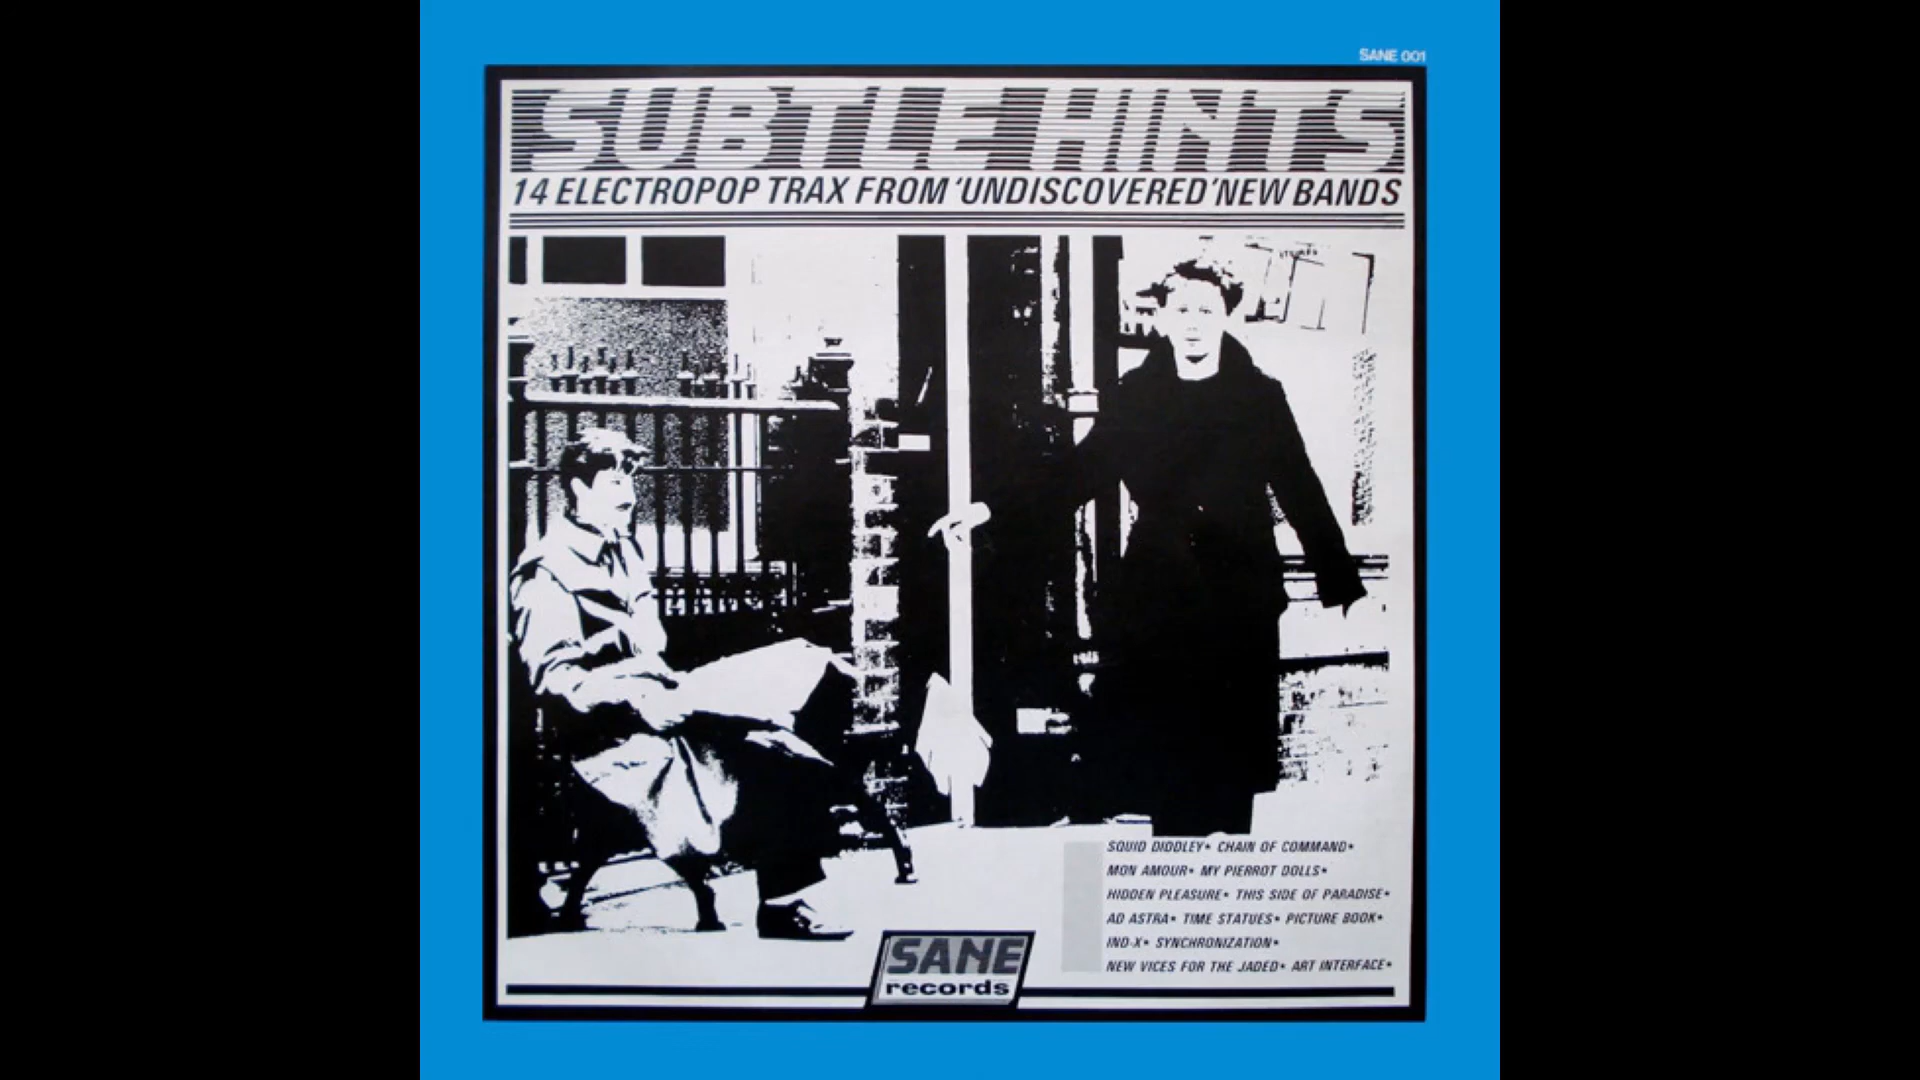 SANE 001
SUBTLE HINTS
14 ELECTROPOP TRAX FROM 'UNDISCOVERED' NEW BANDS
SQUID DIDDLEY* CHAIN OF COMMAND*
MON AMOUR* MY PIERROT DOLLS*
HIDDEN PLEASURE* THIS SIDE OF PARADISE*
AD ASTRA* TIME STATUES* PICTURE BOOK*
IND-X* SYNCHRONIZATION*
NEW VICES FOR THE JADED* ART INTERFACE*
SANE
records